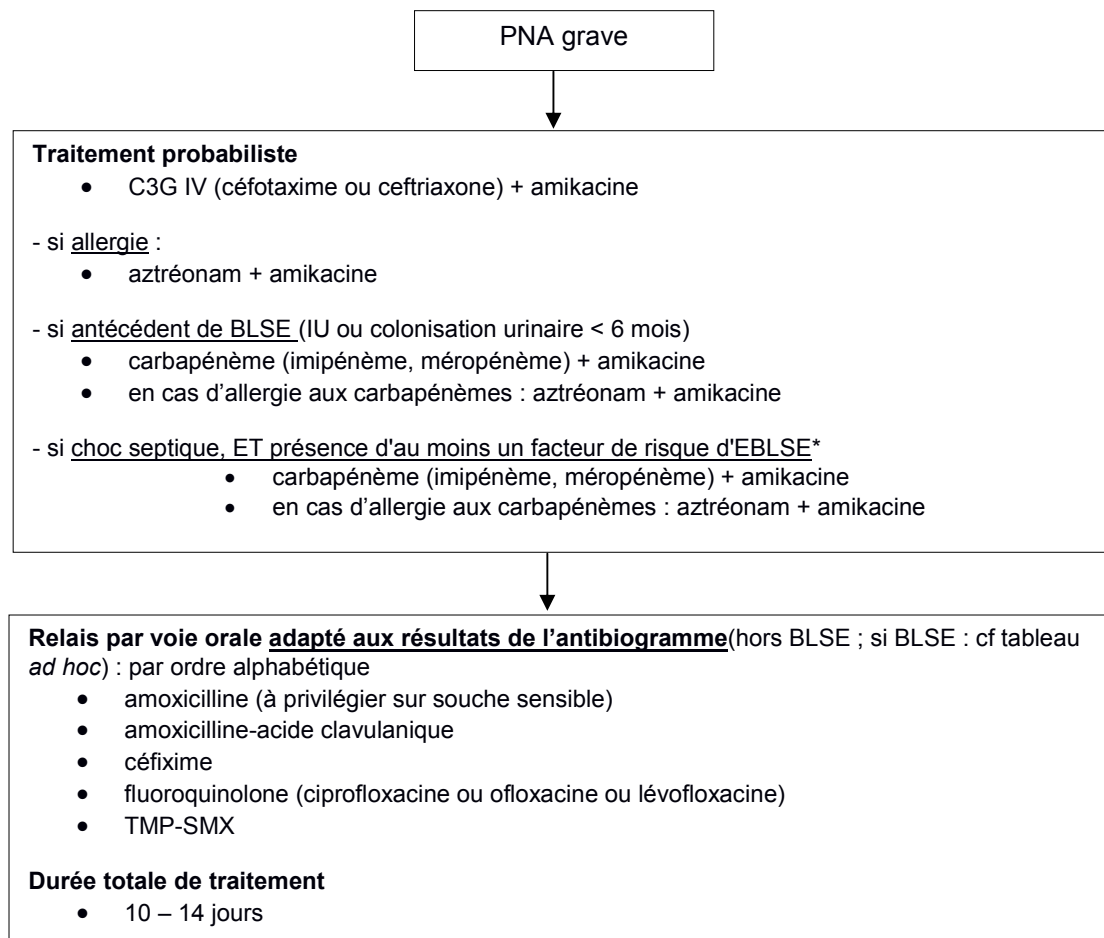 PNA grave
Traitement probabiliste
• C3G IV (céfotaxime ou ceftriaxone) + amikacine
- si allergie :
• aztréonam + amikacine
- si antécédent de BLSE (IU ou colonisation urinaire < 6 mois)
• carbapénème (imipénème, méropénème) + amikacine
• en cas d’allergie aux carbapénèmes : aztréonam + amikacine
- si choc septique, ET présence d'au moins un facteur de risque d'EBLSE*
• carbapénème (imipénème, méropénème) + amikacine
• en cas d’allergie aux carbapénèmes : aztréonam + amikacine
Relais par voie orale adapté aux résultats de l’antibiogramme(hors BLSE ; si BLSE : cf tableau
ad hoc) : par ordre alphabétique
• amoxicilline (à privilégier sur souche sensible)
• amoxicilline-acide clavulanique
• céfixime
• fluoroquinolone (ciprofloxacine ou ofloxacine ou lévofloxacine)
• TMP-SMX
Durée totale de traitement
• 10 – 14 jours